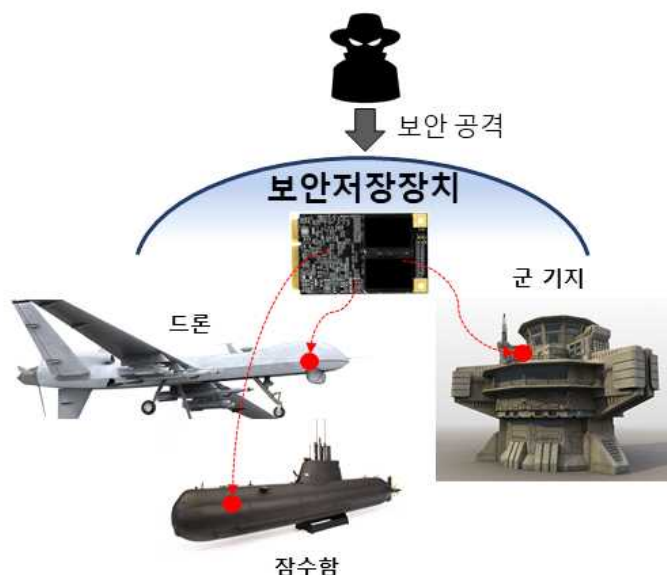 보안 공격
보안저장장치
군 기지
드론
잠수함